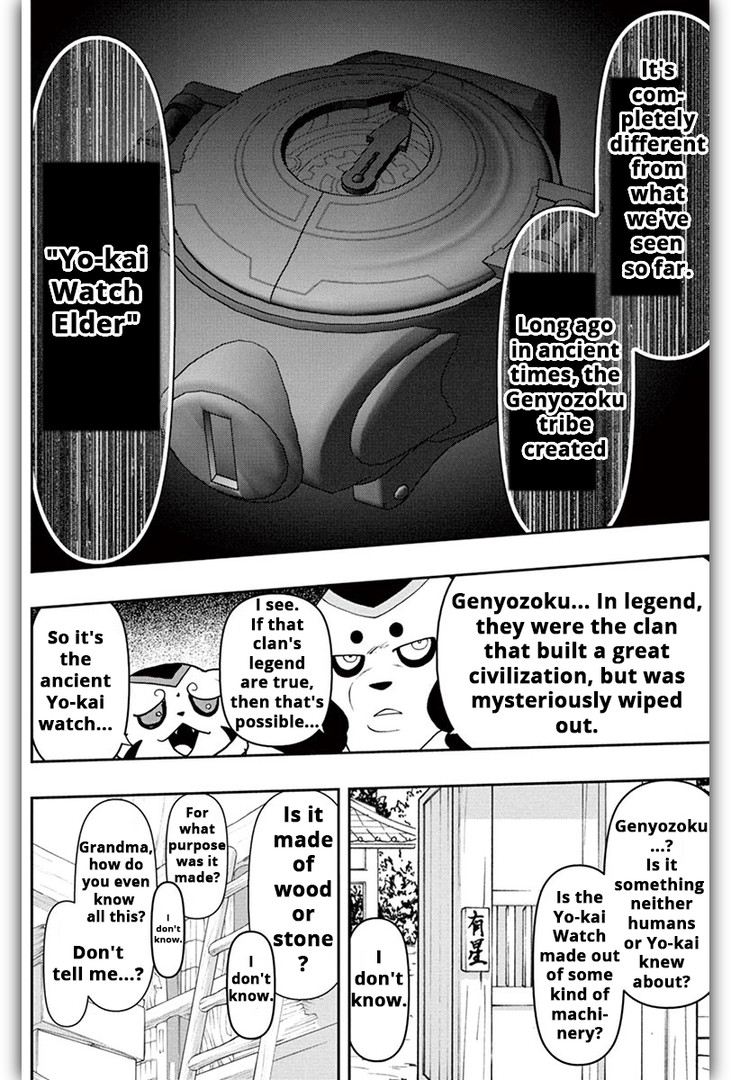 It's
com-
pletely
different
from
what
we've
seen
so far.
Long ago
in ancient
times, the
Genyozoku
tribe
created
"Yo-kai
Watch
Elder"
Genyozoku... In legend,
they were the clan
that built a great
civilization, but was
mysteriously wiped
out.
I see.
If that
clan's
legend
are true,
then that's
possible...
So it's
the
ancient
Yo-kai
watch...
Genyozoku
...?
Is it
something
neither
humans
or Yo-kai
knew
about?
Is the
Yo-kai
Watch
made out
of some
kind of
machi-
nery?
有星
I
don't
know.
Is it
made
of
wood
or
stone
?
I
don't
know.
For
what
purpose
was it
made?
I
don't
know.
Grandma,
how do
you even
know
all this?
Don't
tell me...?